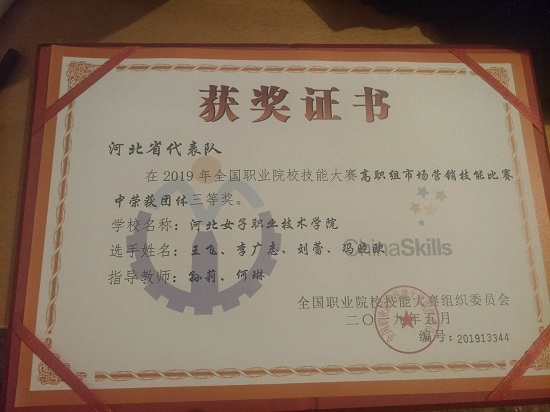 获奖证书
河北省代表队
在2019年全国职业院校技能大赛高职组市场营销技能比赛
中荣获团体三等奖。
学校名称：河北女子职业技术学院
选手姓名：王飞、李广志、刘蕾、冯
指导教师：孙莉、何琳
ChinaSkills
全国职业院校技能大赛组织委员会
二〇一九年五月
编号：201913344